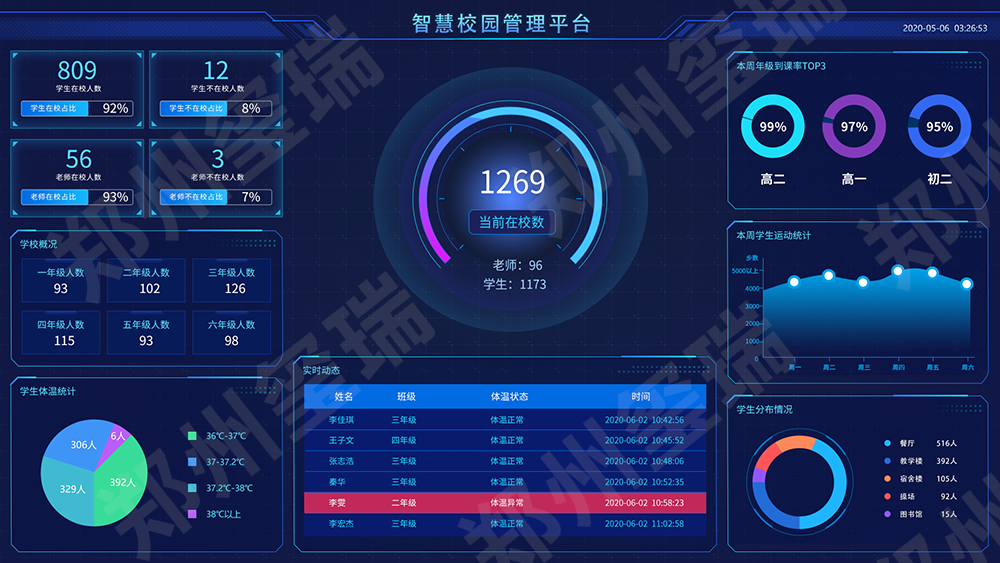 智慧校园管理平台
2020-05-06 03:26:53
809
学生在校人数
学生在校占比 92%
12
学生不在校人数
学生不在校占比 8%
56
老师在校人数
老师在校占比 93%
3
老师不在校人数
老师不在校占比 7%
学校概况
一年级人数 二年级人数 三年级人数
93 102 126
四年级人数 五年级人数 六年级人数
115 93 98
学生体温统计
6人
306人
392人
329人
36℃-37℃
37-37.2℃
37.2℃-38℃
38℃以上
1269
当前在校数
老师：96
学生：1173
实时动态
姓名 班级 体温状态 时间
李佳琪 三年级 体温正常 2020-06-02 10:42:56
王子文 四年级 体温正常 2020-06-02 10:45:52
张志浩 三年级 体温正常 2020-06-02 10:48:06
秦华 三年级 体温正常 2020-06-02 10:52:35
李雯 二年级 体温异常 2020-06-02 10:58:23
李宏杰 三年级 体温正常 2020-06-02 11:02:58
本周年级到课率TOP3
99% 97% 95%
高二 高一 初二
本周学生运动统计
步数
5000以上
4000
3000
2000
1000
0
周一 周二 周三 周四 周五 周六
学生分布情况
餐厅 516人
教学楼 392人
宿舍楼 105人
操场 92人
图书馆 15人
郑州玺瑞
郑州玺瑞
郑州玺瑞
郑州玺瑞
郑州玺瑞